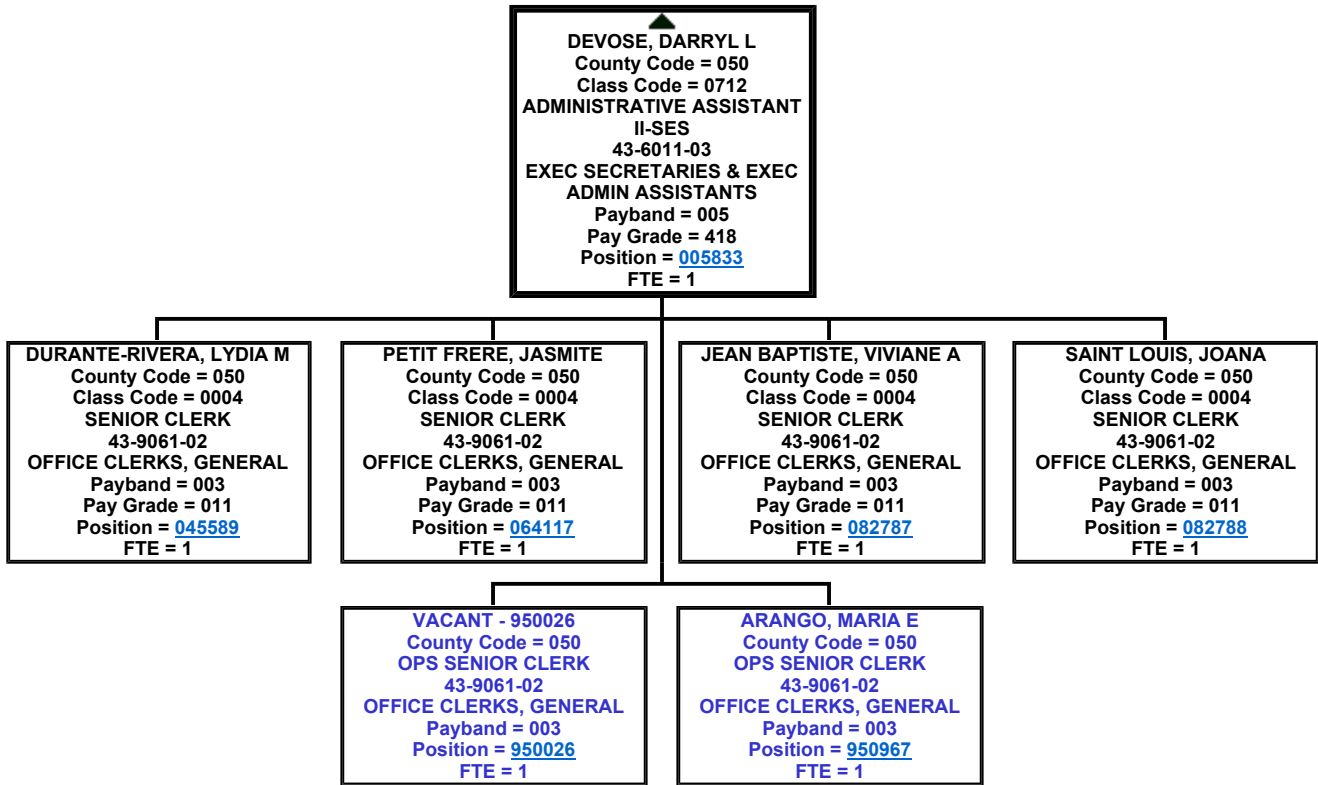 DEVOSE, DARRYL L
County Code = 050
Class Code = 0712
ADMINISTRATIVE ASSISTANT
II-SES
43-6011-03
EXEC SECRETARIES & EXEC
ADMIN ASSISTANTS
Payband = 005
Pay Grade = 418
Position = 005833
FTE = 1
DURANTE-RIVERA, LYDIA M
County Code = 050
Class Code = 0004
SENIOR CLERK
43-9061-02
OFFICE CLERKS, GENERAL
Payband = 003
Pay Grade = 011
Position = 045589
FTE = 1
PETIT FRERE, JASMITE
County Code = 050
Class Code = 0004
SENIOR CLERK
43-9061-02
OFFICE CLERKS, GENERAL
Payband = 003
Pay Grade = 011
Position = 064117
FTE = 1
JEAN BAPTISTE, VIVIANE A
County Code = 050
Class Code = 0004
SENIOR CLERK
43-9061-02
OFFICE CLERKS, GENERAL
Payband = 003
Pay Grade = 011
Position = 082787
FTE = 1
SAINT LOUIS, JOANA
County Code = 050
Class Code = 0004
SENIOR CLERK
43-9061-02
OFFICE CLERKS, GENERAL
Payband = 003
Pay Grade = 011
Position = 082788
FTE = 1
VACANT - 950026
County Code = 050
OPS SENIOR CLERK
43-9061-02
OFFICE CLERKS, GENERAL
Payband = 003
Position = 950026
FTE = 1
ARANGO, MARIA E
County Code = 050
OPS SENIOR CLERK
43-9061-02
OFFICE CLERKS, GENERAL
Payband = 003
Position = 950967
FTE = 1